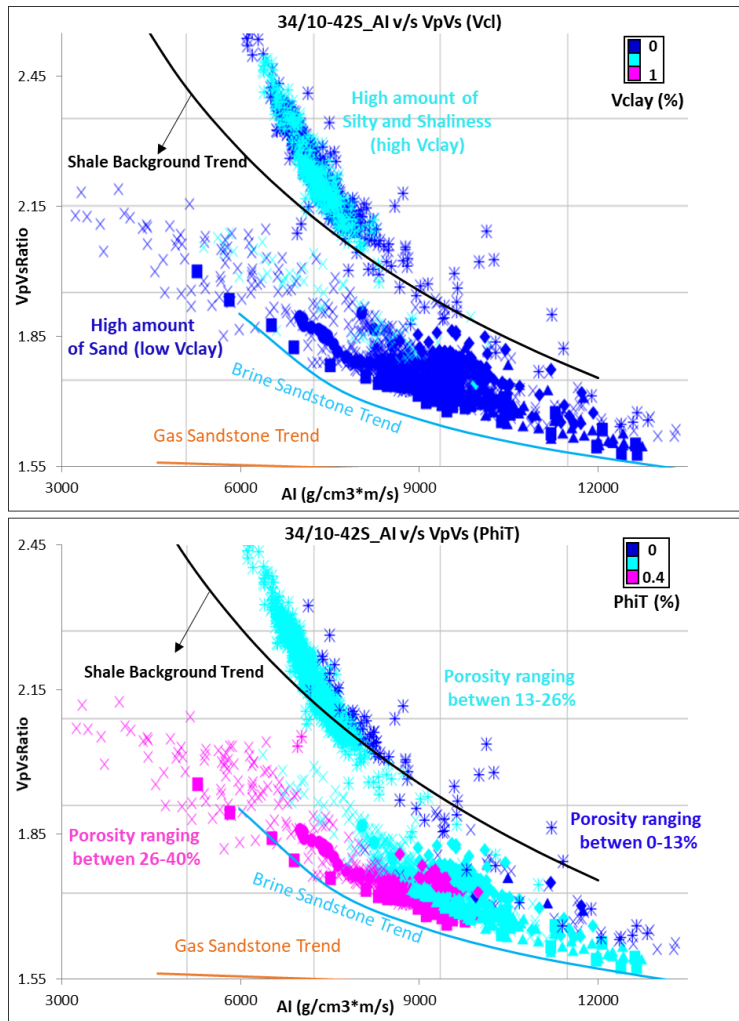 34/10-42S_AI v/s VpVs (Vcl)
2.45
0
1
Vclay (%)
High amount of
Silty and Shaliness
(high Vclay)
Shale Background Trend
2.15
VpVsRatio
High amount
of Sand (low Vclay)
1.85
Brine Sandstone Trend
Gas Sandstone Trend
1.55
3000
6000
9000
12000
AI (g/cm3*m/s)
34/10-42S_AI v/s VpVs (PhiT)
2.45
0
0.4
PhiT (%)
Shale Background Trend
Porosity ranging
betwen 13-26%
2.15
VpVsRatio
1.85
Porosity ranging
betwen 26-40%
Porosity ranging
betwen 0-13%
Brine Sandstone Trend
Gas Sandstone Trend
1.55
3000
6000
9000
12000
AI (g/cm3*m/s)